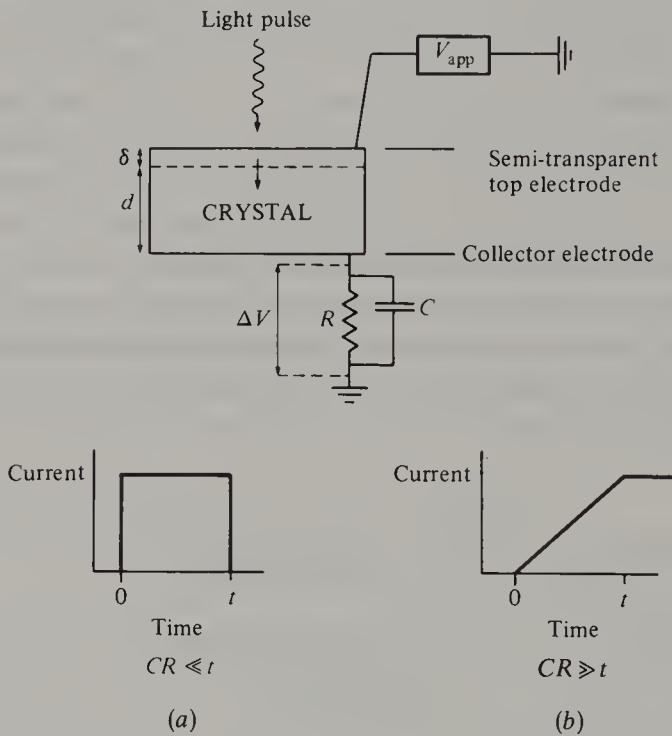 Light pulse
V_app
δ
d
CRYSTAL
Semi-transparent
top electrode
Collector electrode
ΔV
R
C
Current
0
t
Time
CR ≪ t
(a)
Current
0
t
Time
CR ≫ t
(b)